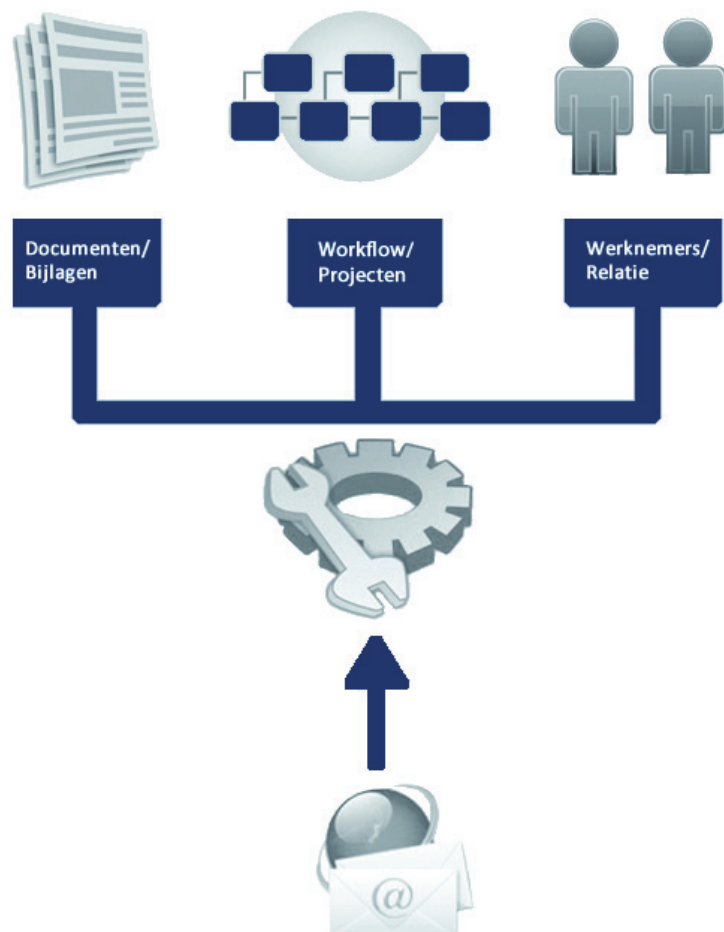 Documenten/
Bijlagen
Workflow/
Projecten
Werknemers/
Relatie
@